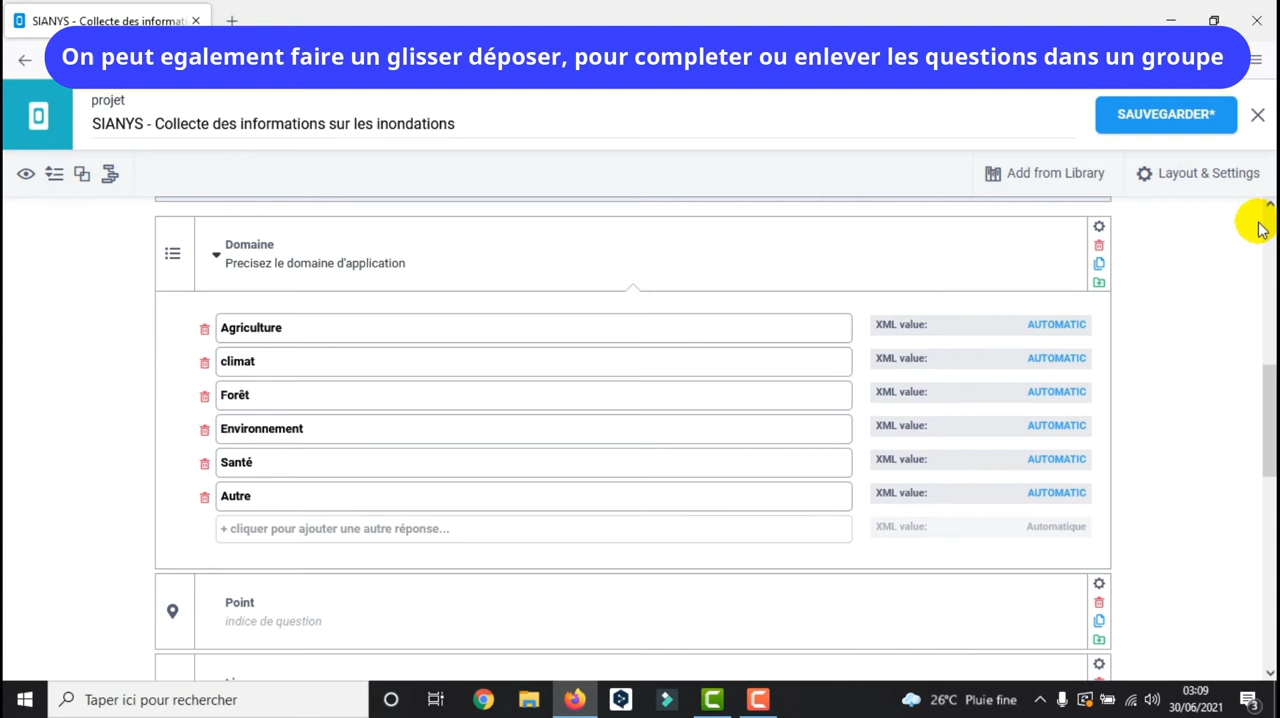 SIANYS - Collecte des informati
On peut egalement faire un glisser déposer, pour completer ou enlever les questions dans un groupe
projet
SIANYS - Collecte des informations sur les inondations
SAUVEGARDER*
Add from Library
Layout & Settings
Domaine
Precisez le domaine d'application
Agriculture
XML value: AUTOMATIC
climat
XML value: AUTOMATIC
Forêt
XML value: AUTOMATIC
Environnement
XML value: AUTOMATIC
Santé
XML value: AUTOMATIC
Autre
XML value: AUTOMATIC
+ cliquer pour ajouter une autre réponse...
XML value: Automatique
Point
indice de question
Taper ici pour rechercher
26°C Pluie fine
03:09
30/06/2021
3